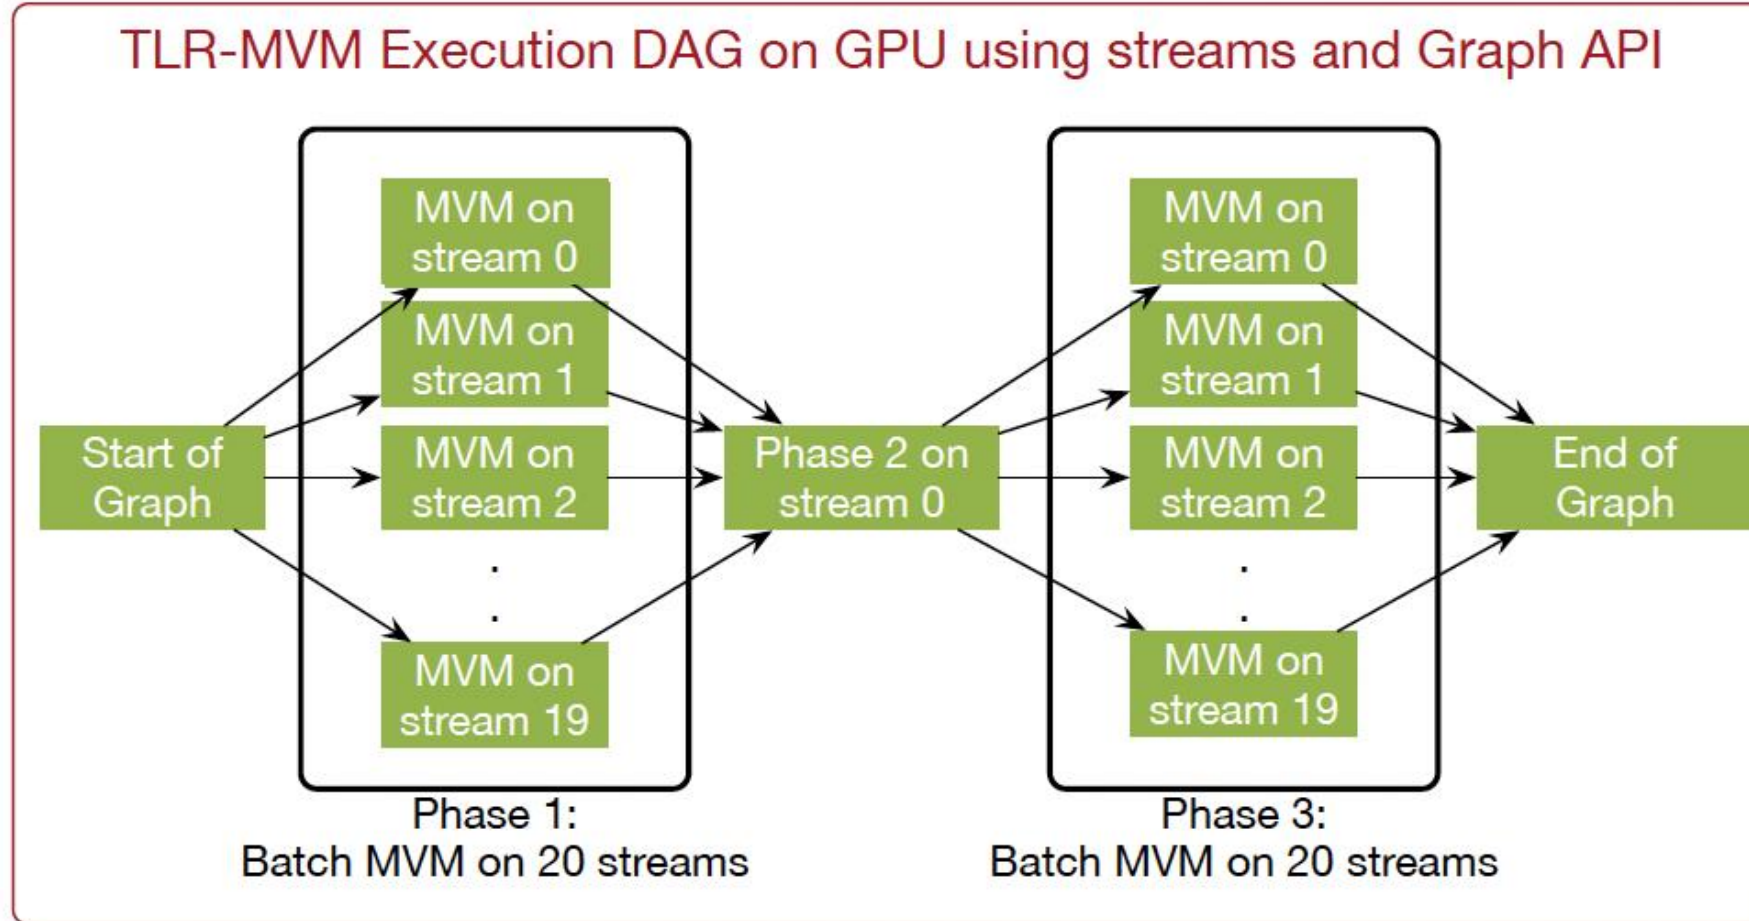 TLR-MVM Execution DAG on GPU using streams and Graph API
Start of
Graph
MVM on
stream 0
MVM on
stream 1
MVM on
stream 2
.
.
MVM on
stream 19
Phase 1:
Batch MVM on 20 streams
Phase 2 on
stream 0
MVM on
stream 0
MVM on
stream 1
MVM on
stream 2
.
.
MVM on
stream 19
Phase 3:
Batch MVM on 20 streams
End of
Graph